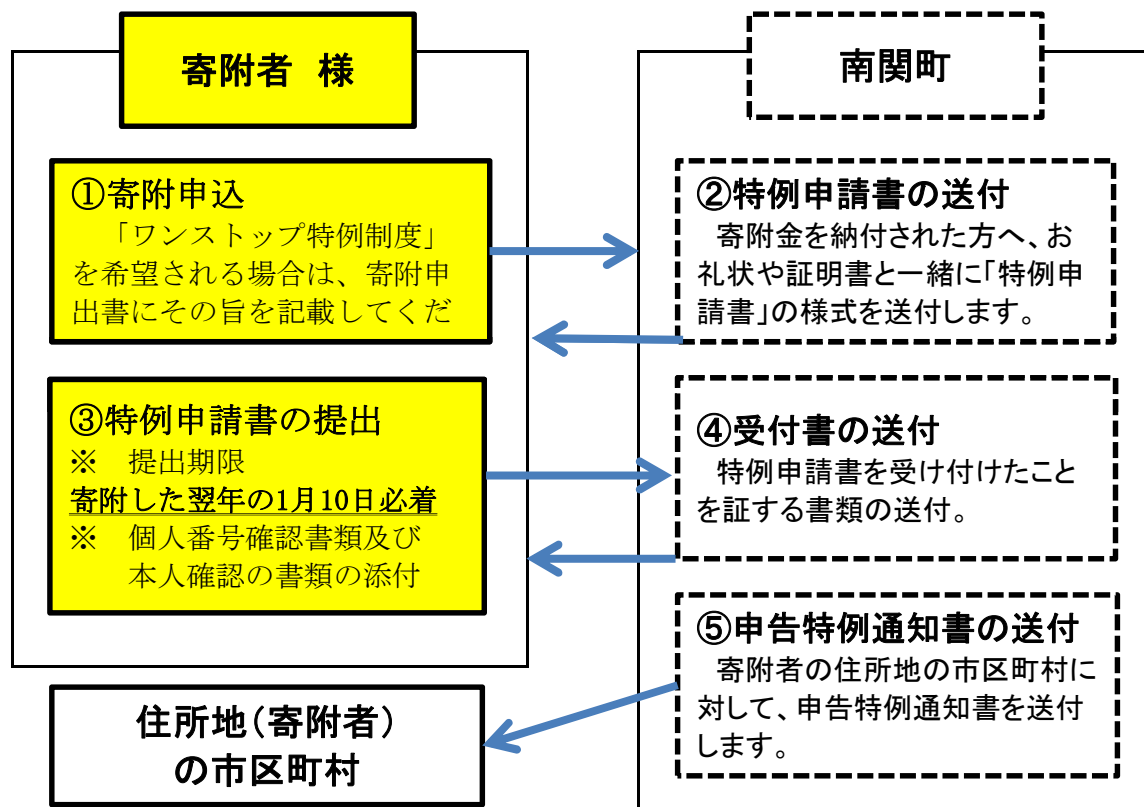 寄附者 様
南関町
①寄附申込
「ワンストップ特例制度」
を希望される場合は、寄附申
出書にその旨を記載してくだ
②特例申請書の送付
寄附金を納付された方へ、お
礼状や証明書と一緒に「特例申
請書」の様式を送付します。
③特例申請書の提出
※ 提出期限
寄附した翌年の1月10日必着
※ 個人番号確認書類及び
本人確認の書類の添付
④受付書の送付
特例申請書を受け付けたこと
を証する書類の送付。
⑤申告特例通知書の送付
寄附者の住所地の市区町村に
対して、申告特例通知書を送付
します。
住所地(寄附者)
の市区町村